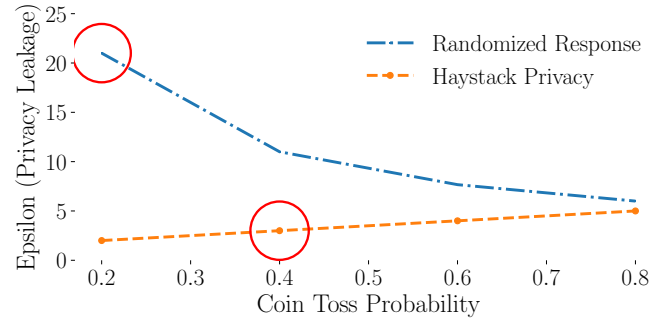 25
20
15
10
5
0
Epsilon (Privacy Leakage)
Randomized Response
Haystack Privacy
0.2 0.3 0.4 0.5 0.6 0.7 0.8
Coin Toss Probability